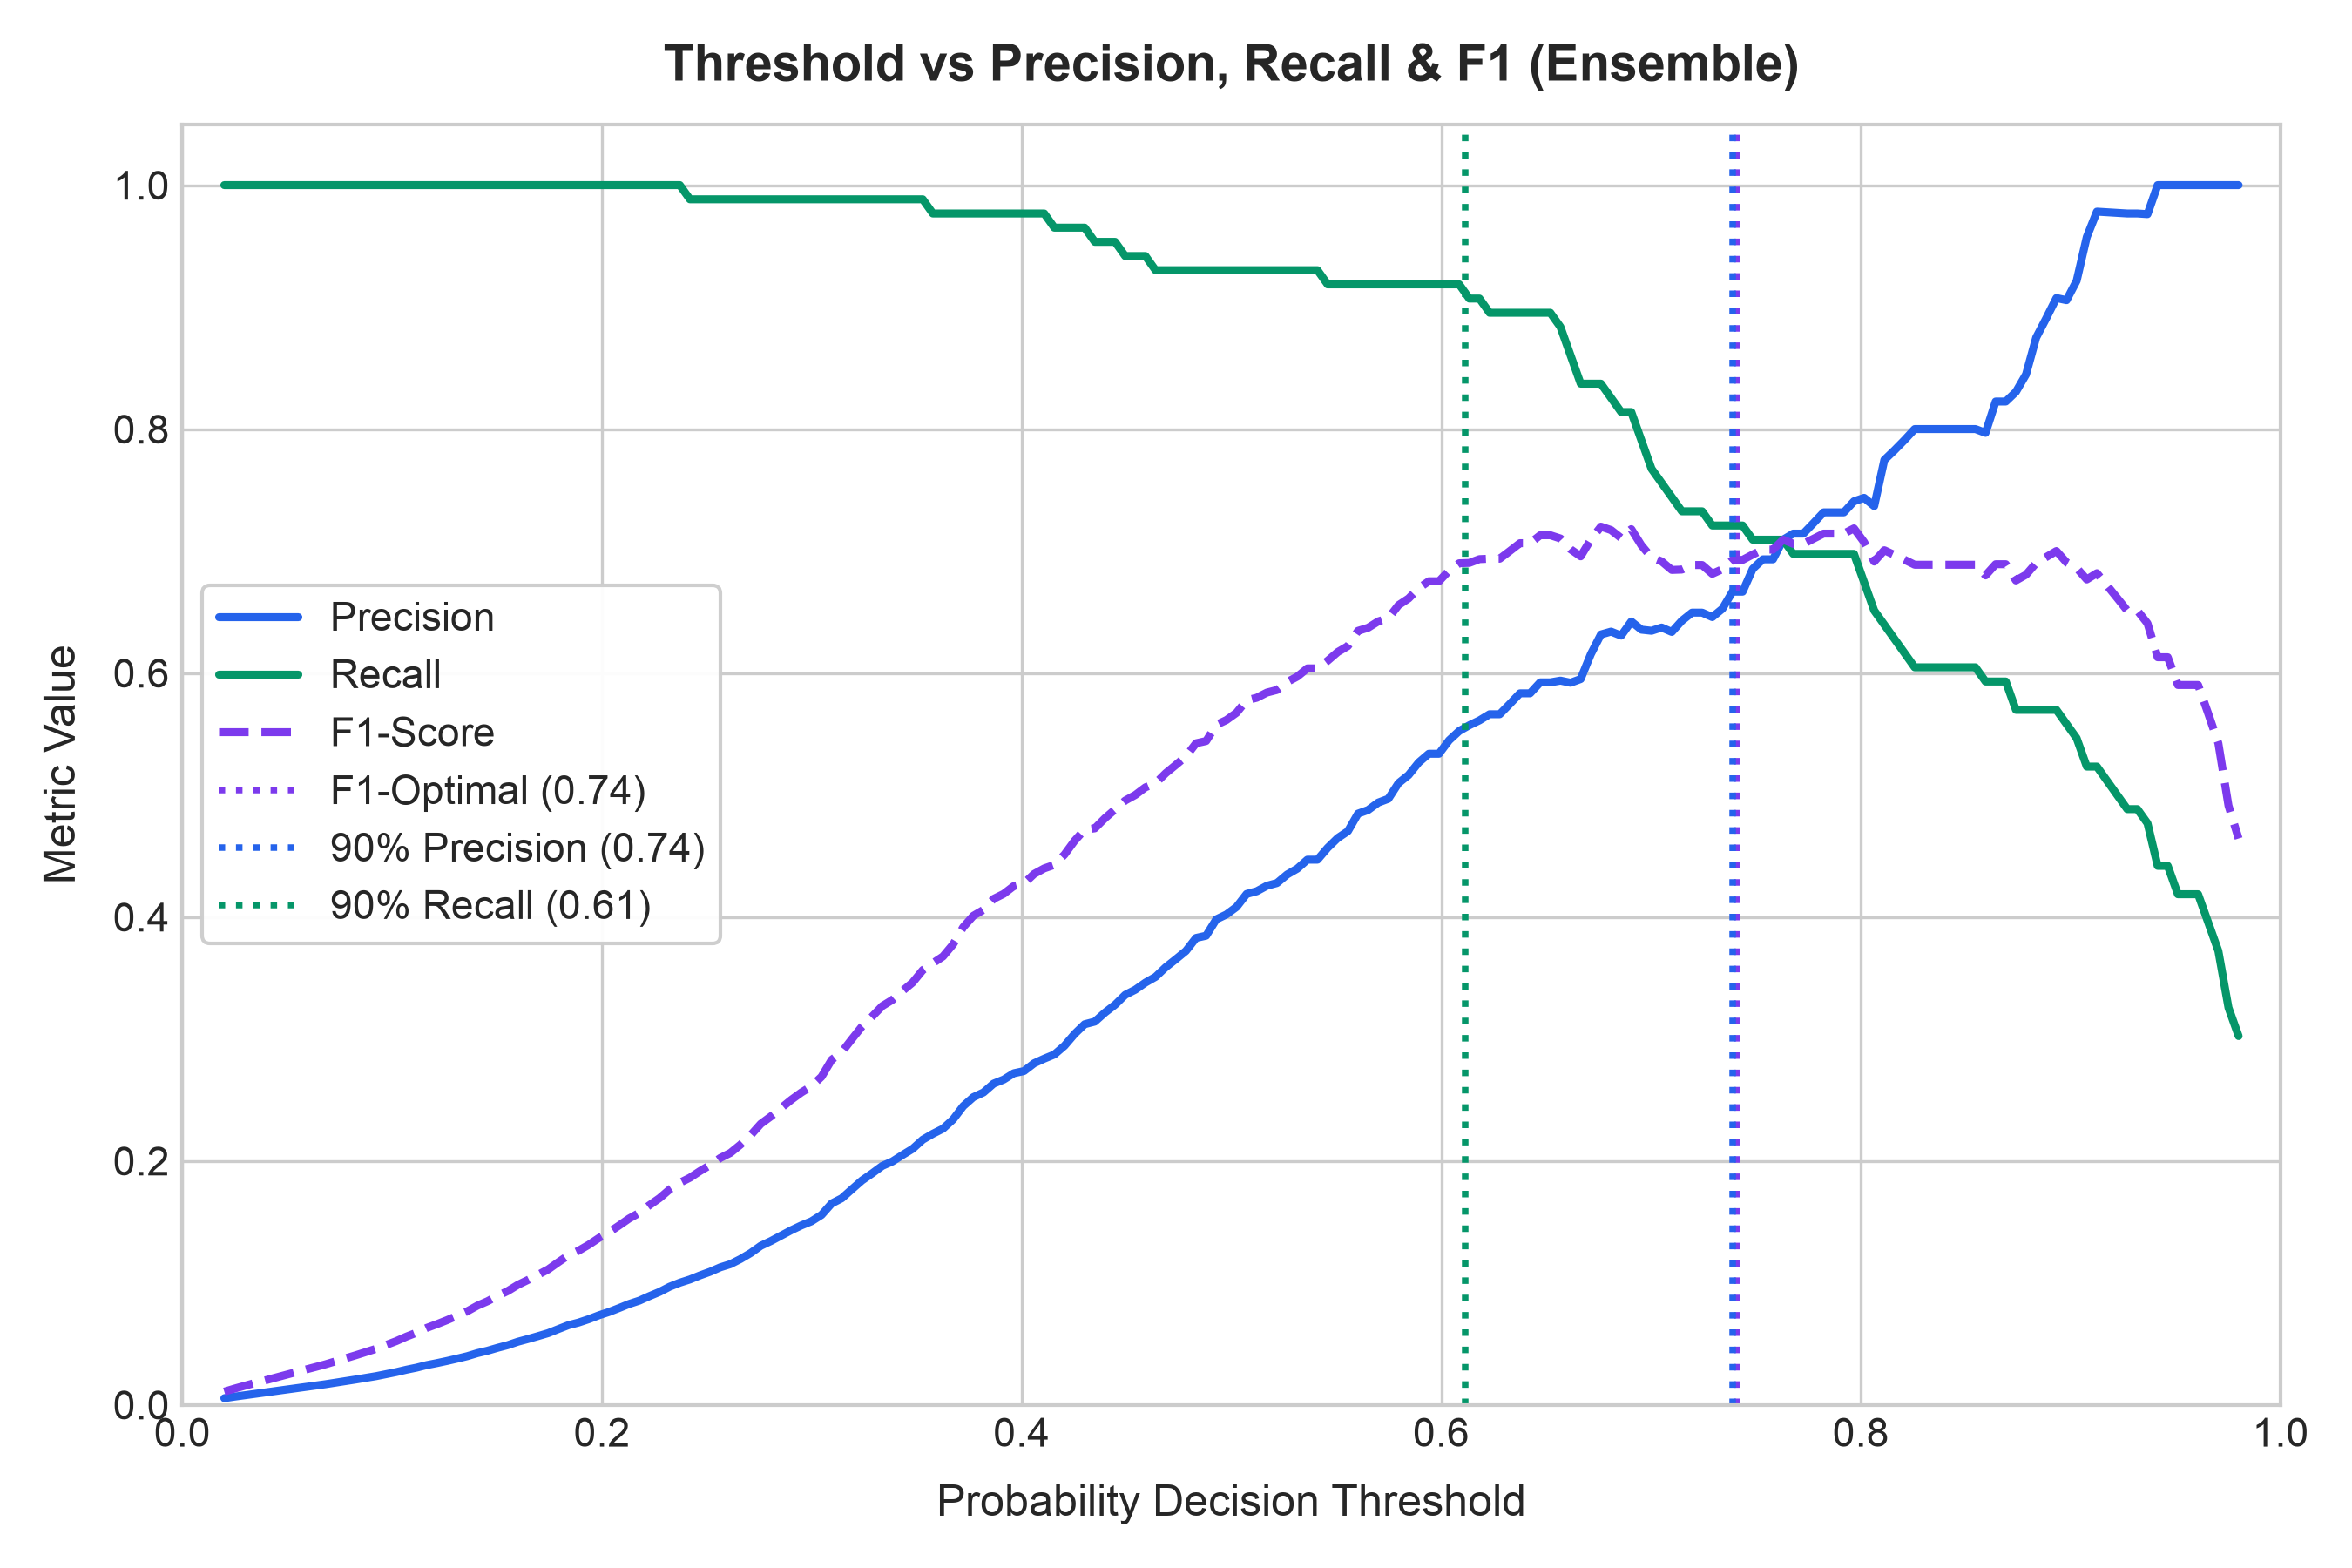 Threshold vs Precision, Recall & F1 (Ensemble)
Metric Value
1.0
0.8
0.6
0.4
0.2
0.0
Precision
Recall
F1-Score
F1-Optimal (0.74)
90% Precision (0.74)
90% Recall (0.61)
0.0 0.2 0.4 0.6 0.8 1.0
Probability Decision Threshold